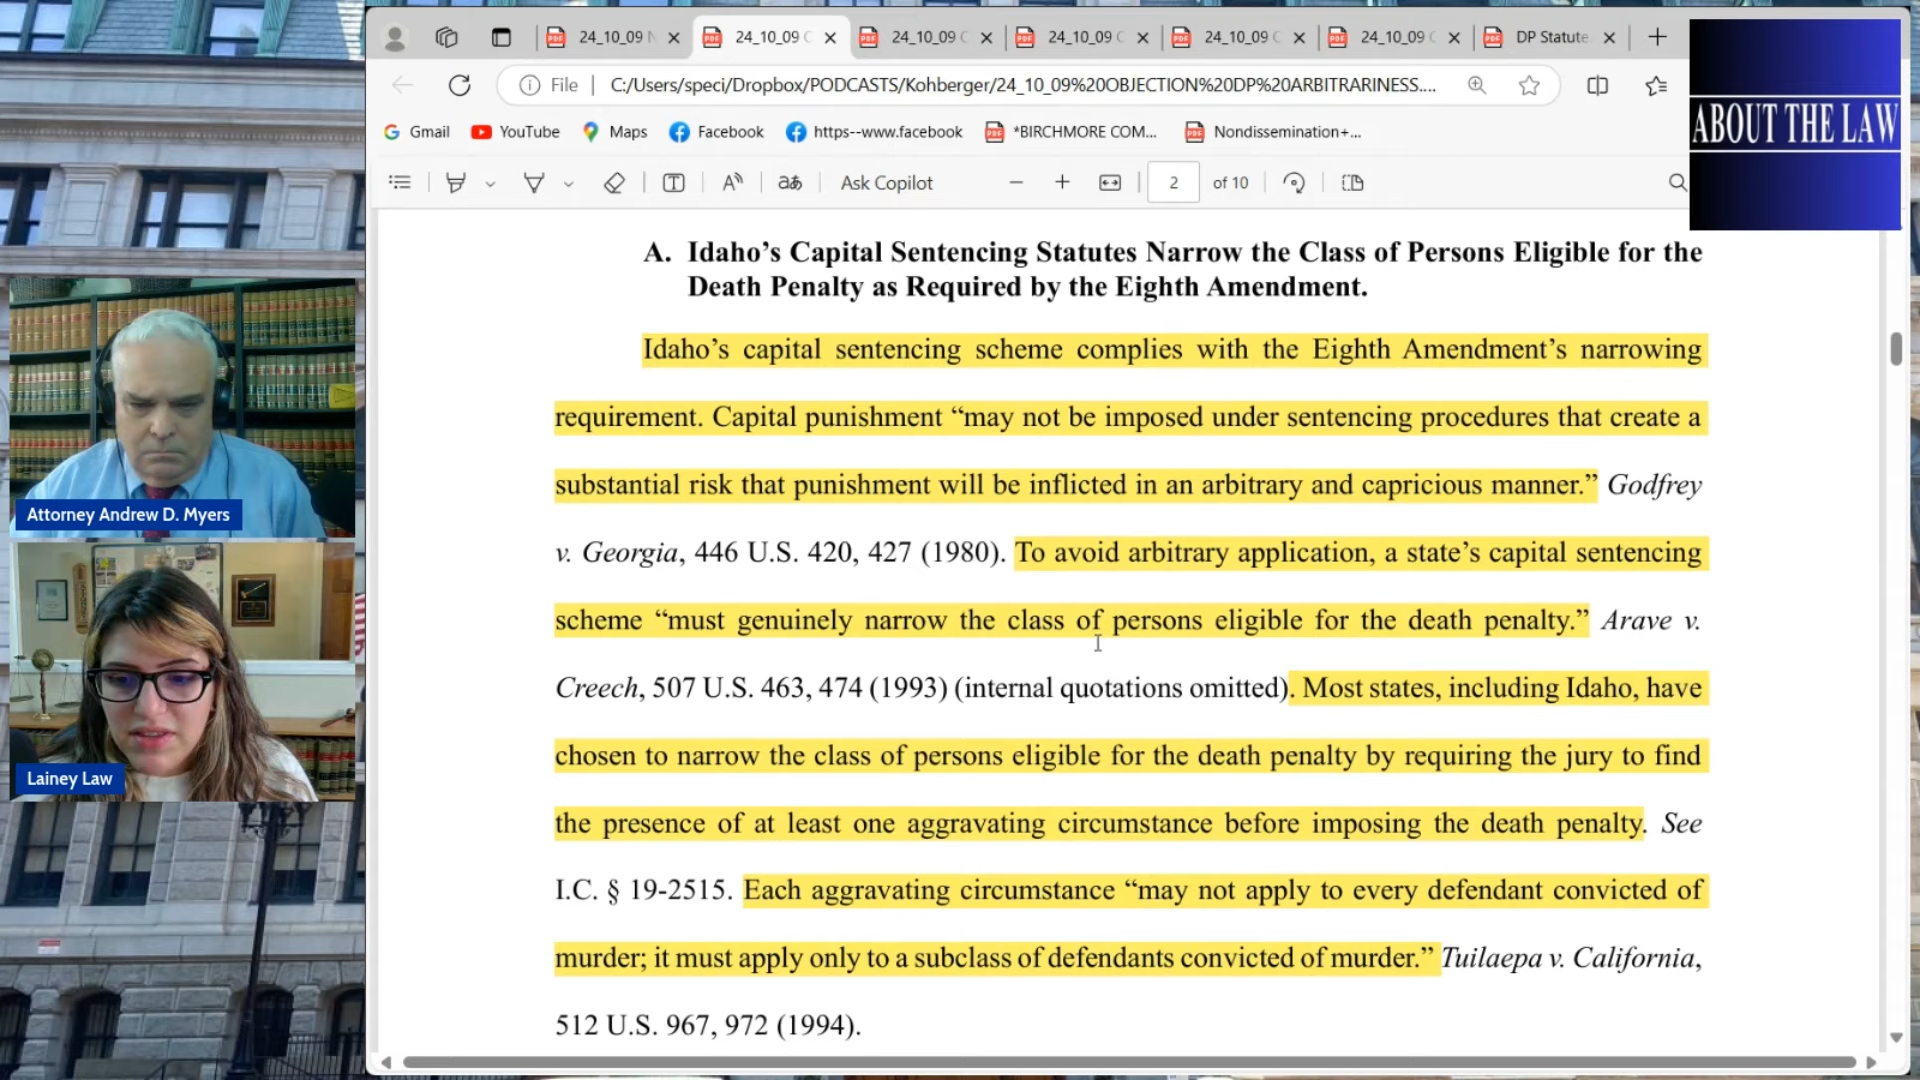 24_10_09 N
24_10_09 C
24_10_09 C
24_10_09 C
24_10_09 C
24_10_09 C
DP Statute
File
C:/Users/speci/Dropbox/PODCASTS/Kohberger/24_10_09%20OBJECTION%20DP%20ARBITRARINESS....
Gmail
YouTube
Maps
Facebook
https--www.facebook
*BIRCHMORE COM...
Nondissemination+...
Ask Copilot
2 of 10
ABOUT THE LAW
A. Idaho's Capital Sentencing Statutes Narrow the Class of Persons Eligible for the
Death Penalty as Required by the Eighth Amendment.
Idaho's capital sentencing scheme complies with the Eighth Amendment's narrowing
requirement. Capital punishment “may not be imposed under sentencing procedures that create a
substantial risk that punishment will be inflicted in an arbitrary and capricious manner.” Godfrey
v. Georgia, 446 U.S. 420, 427 (1980). To avoid arbitrary application, a state's capital sentencing
scheme “must genuinely narrow the class of persons eligible for the death penalty.” Arave v.
Creech, 507 U.S. 463, 474 (1993) (internal quotations omitted). Most states, including Idaho, have
chosen to narrow the class of persons eligible for the death penalty by requiring the jury to find
the presence of at least one aggravating circumstance before imposing the death penalty. See
I.C. § 19-2515. Each aggravating circumstance “may not apply to every defendant convicted of
murder; it must apply only to a subclass of defendants convicted of murder.” Tuilaepa v. California,
512 U.S. 967, 972 (1994).
Attorney Andrew D. Myers
Lainey Law